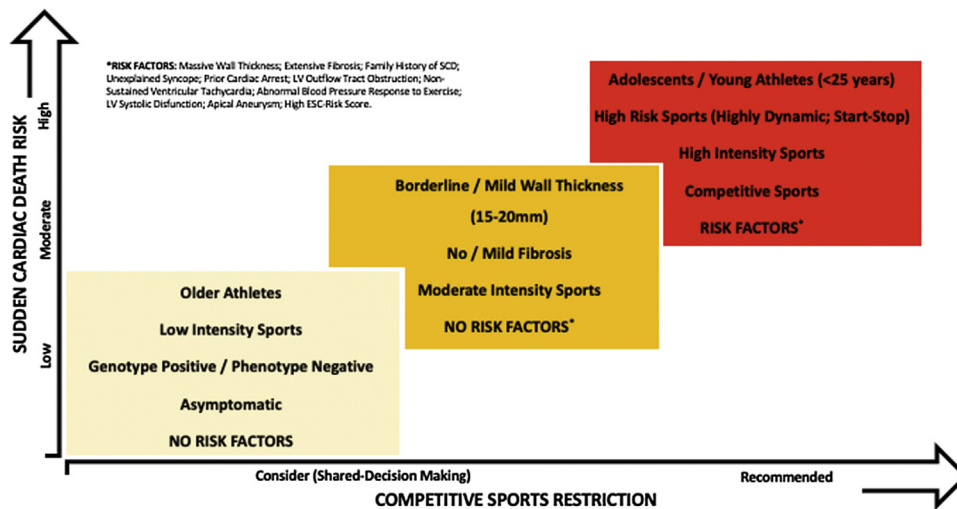 *RISK FACTORS: Massive Wall Thickness; Extensive Fibrosis; Family History of SCD;
Unexplained Syncope; Prior Cardiac Arrest; LV Outflow Tract Obstruction; Non-
Sustained Ventricular Tachycardia; Abnormal Blood Pressure Response to Exercise;
LV Systolic Disfunction; Apical Aneurysm; High ESC-Risk Score.
SUDDEN CARDIAC DEATH RISK
High
Moderate
Low
Adolescents / Young Athletes (<25 years)
High Risk Sports (Highly Dynamic; Start-Stop)
High Intensity Sports
Competitive Sports
RISK FACTORS*
Borderline / Mild Wall Thickness
(15-20mm)
No / Mild Fibrosis
Moderate Intensity Sports
NO RISK FACTORS*
Older Athletes
Low Intensity Sports
Genotype Positive / Phenotype Negative
Asymptomatic
NO RISK FACTORS
Consider (Shared-Decision Making)
Recommended
COMPETITIVE SPORTS RESTRICTION